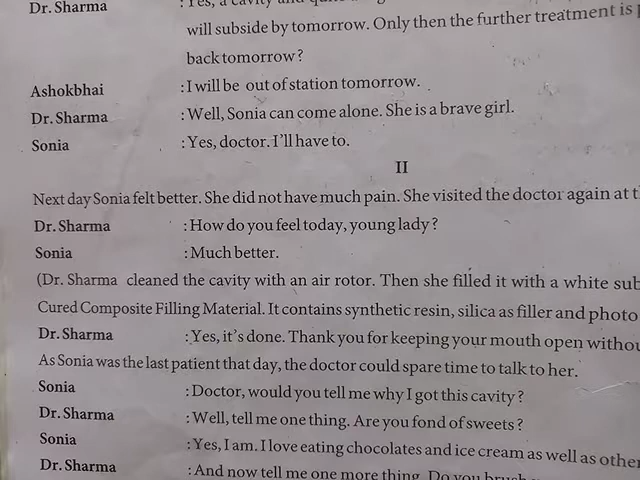 Dr. Sharma : Yes, a cavity and
will subside by tomorrow. Only then the further treatment is
back tomorrow?
Ashokbhai : I will be out of station tomorrow.
Dr. Sharma : Well, Sonia can come alone. She is a brave girl.
Sonia : Yes, doctor. I'll have to.
II
Next day Sonia felt better. She did not have much pain. She visited the doctor again at
Dr. Sharma : How do you feel today, young lady?
Sonia : Much better.
(Dr. Sharma cleaned the cavity with an air rotor. Then she filled it with a white
Cured Composite Filling Material. It contains synthetic resin, silica as filler and photo
Dr. Sharma : Yes, it's done. Thank you for keeping your mouth open
As Sonia was the last patient that day, the doctor could spare time to talk to her.
Sonia : Doctor, would you tell me why I got this cavity?
Dr. Sharma : Well, tell me one thing. Are you fond of sweets?
Sonia : Yes, I am. I love eating chocolates and ice cream as well as
Dr. Sharma : And now tell me one more thing. Do you